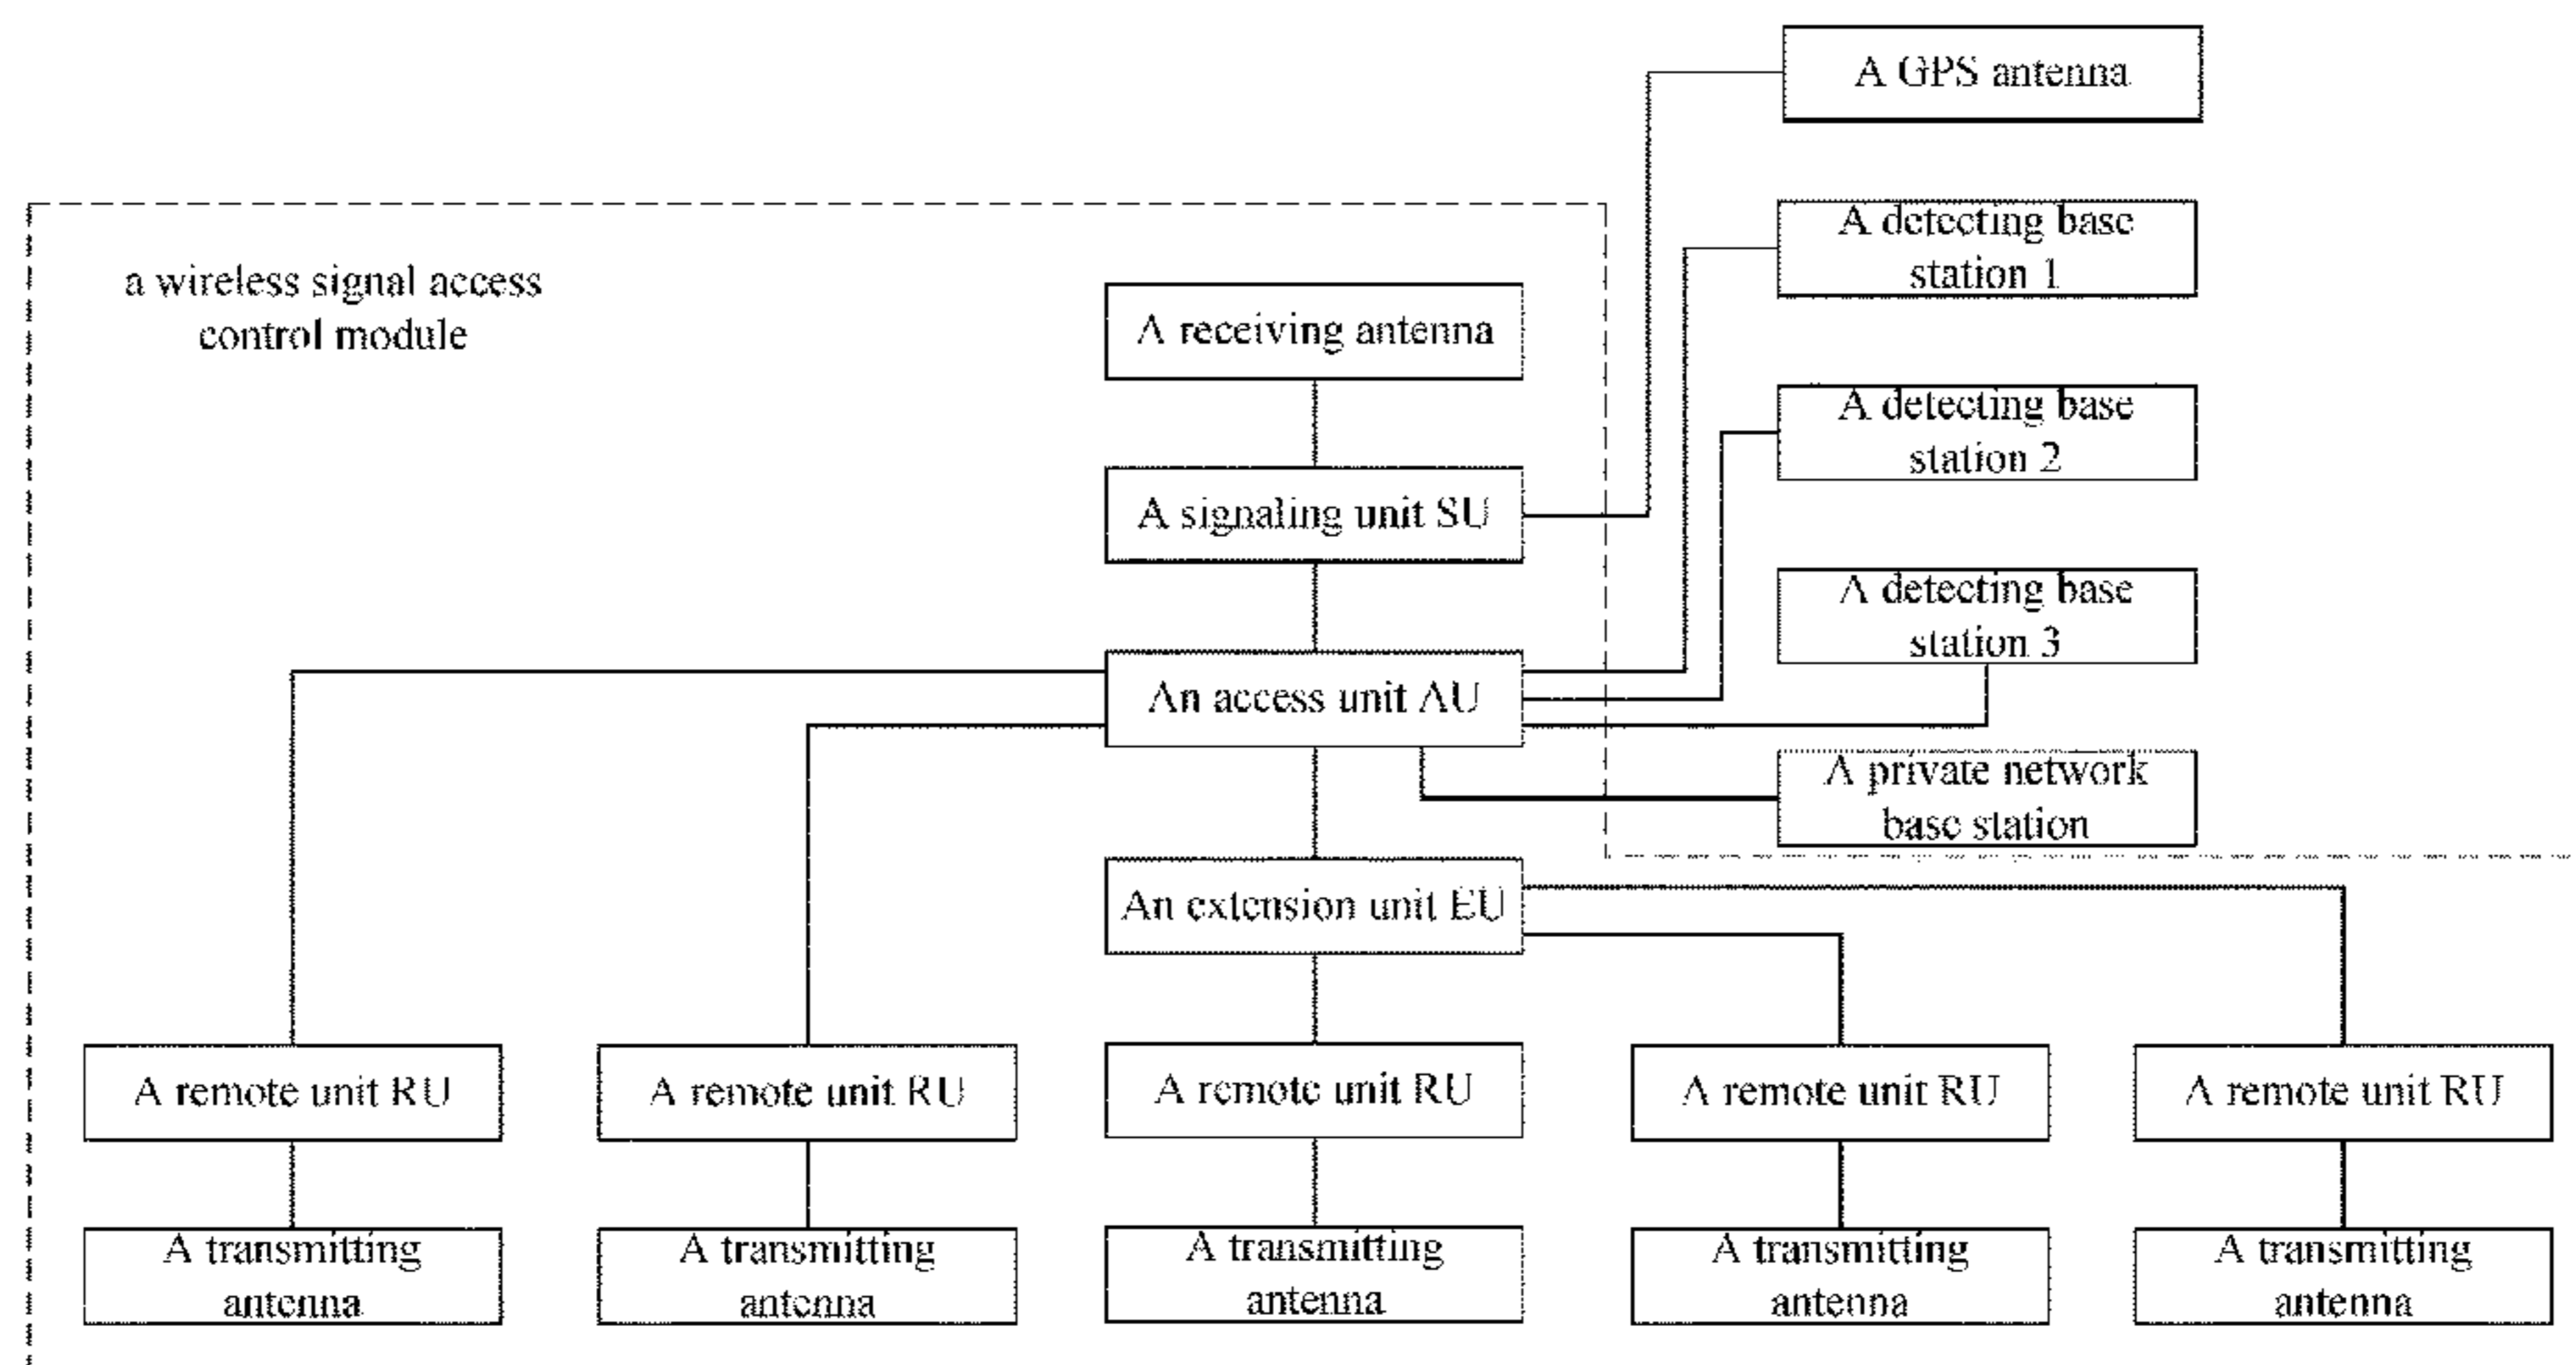 A GPS antenna
A detecting base
station 1
a wireless signal access
control module
A receiving antenna
A detecting base
station 2
A signaling unit SU
A detecting base
station 3
An access unit AU
A private network
base station
An extension unit EU
A remote unit RU
A remote unit RU
A remote unit RU
A remote unit RU
A remote unit RU
A transmitting
antenna
A transmitting
antenna
A transmitting
antenna
A transmitting
antenna
A transmitting
antenna